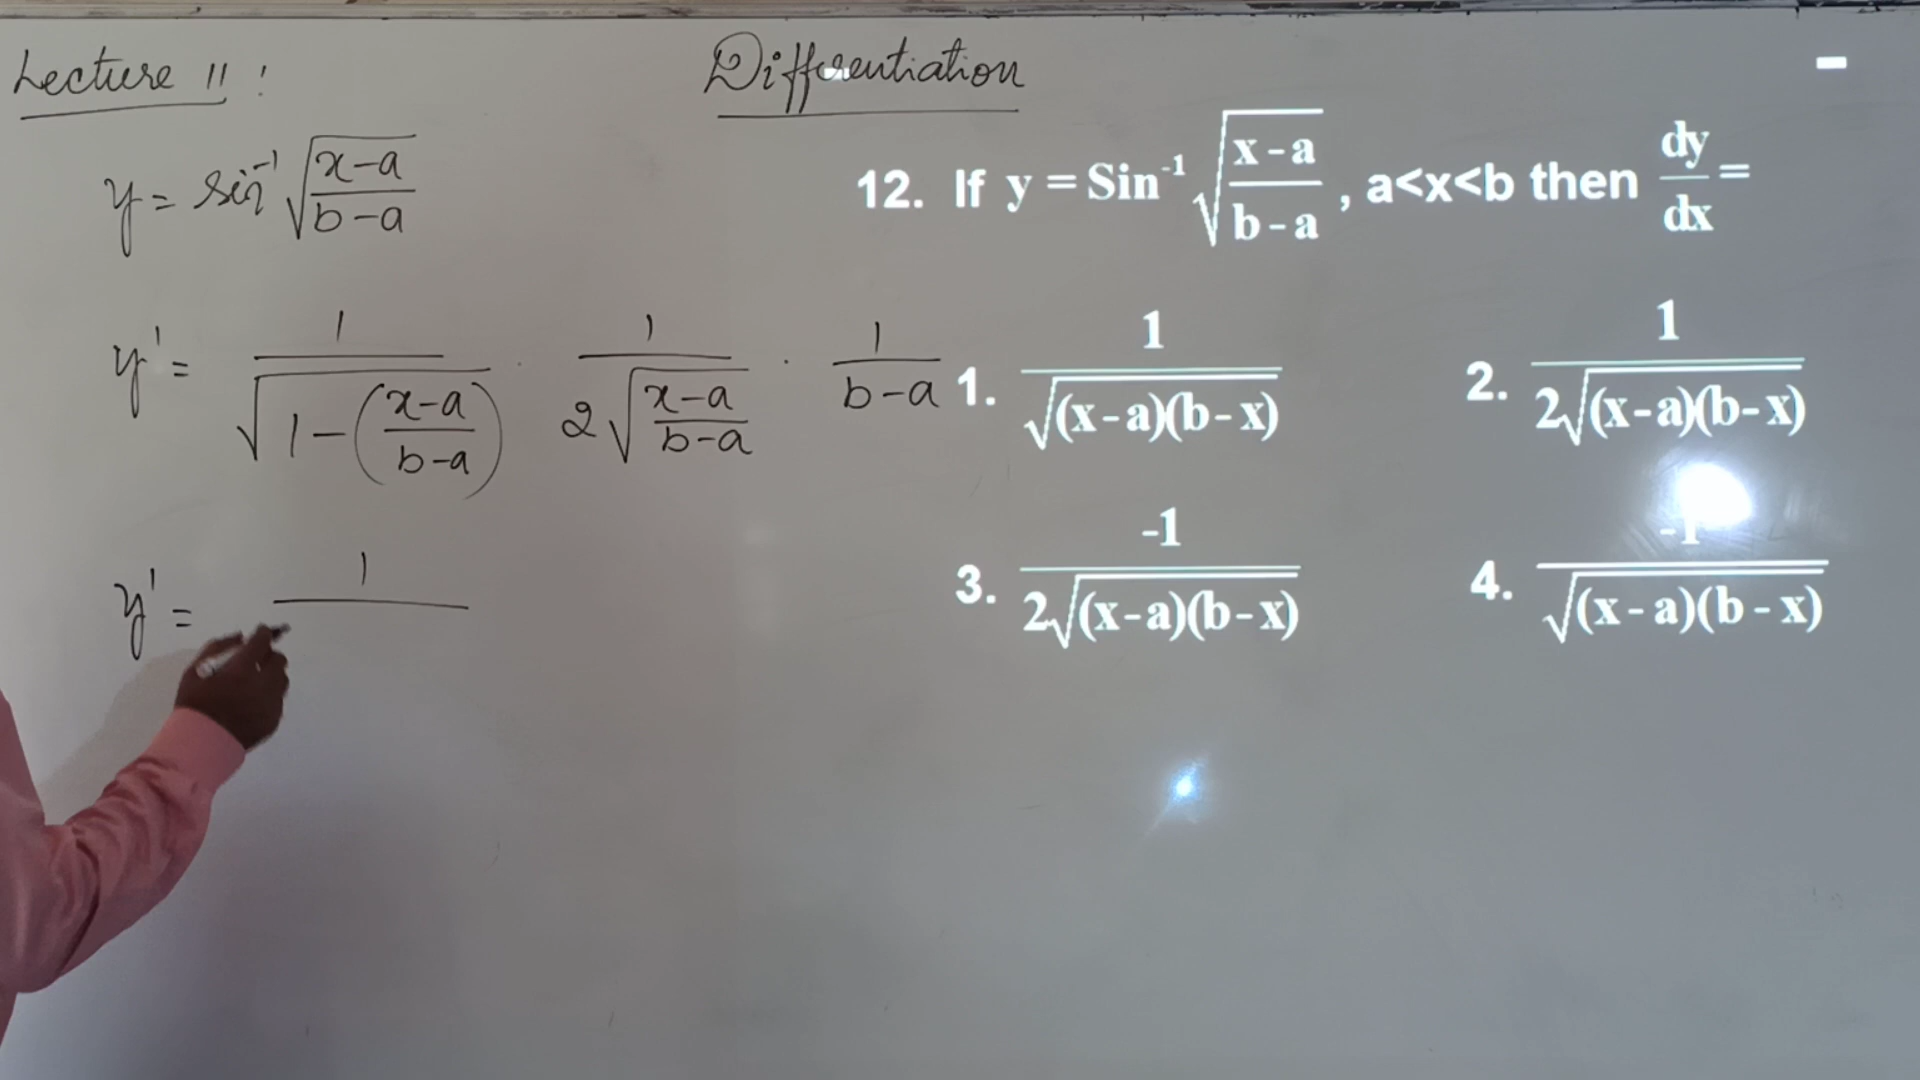 Lecture 11 :
Differentiation
y = sin⁻¹ √((x-a)/(b-a))
y' = 1/√(1-((x-a)/(b-a))) · 1/(2√((x-a)/(b-a))) · 1/(b-a)
y' = 1/
12. If y = Sin⁻¹ √((x-a)/(b-a)) , a<x<b then dy/dx =
1. 1/√((x-a)(b-x))
2. 1/(2√((x-a)(b-x)))
3. -1/(2√((x-a)(b-x)))
4. -1/√((x-a)(b-x))